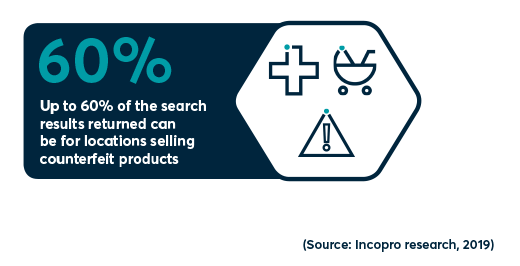 60%
Up to 60% of the search
results returned can
be for locations selling
counterfeit products
(Source: Incopro research, 2019)